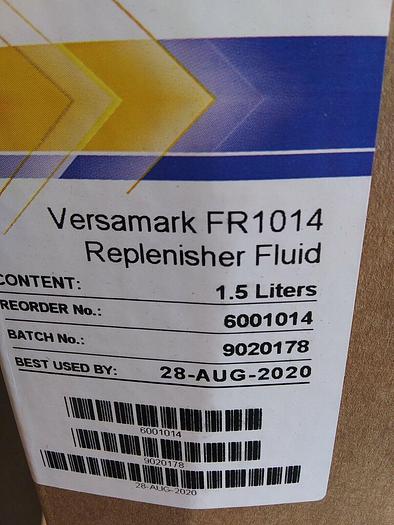 Versamark FR1014
Replenisher Fluid
CONTENT: 1.5 Liters
REORDER No.: 6001014
BATCH No.: 9020178
BEST USED BY: 28-AUG-2020
6001014
9020178
28-AUG-2020